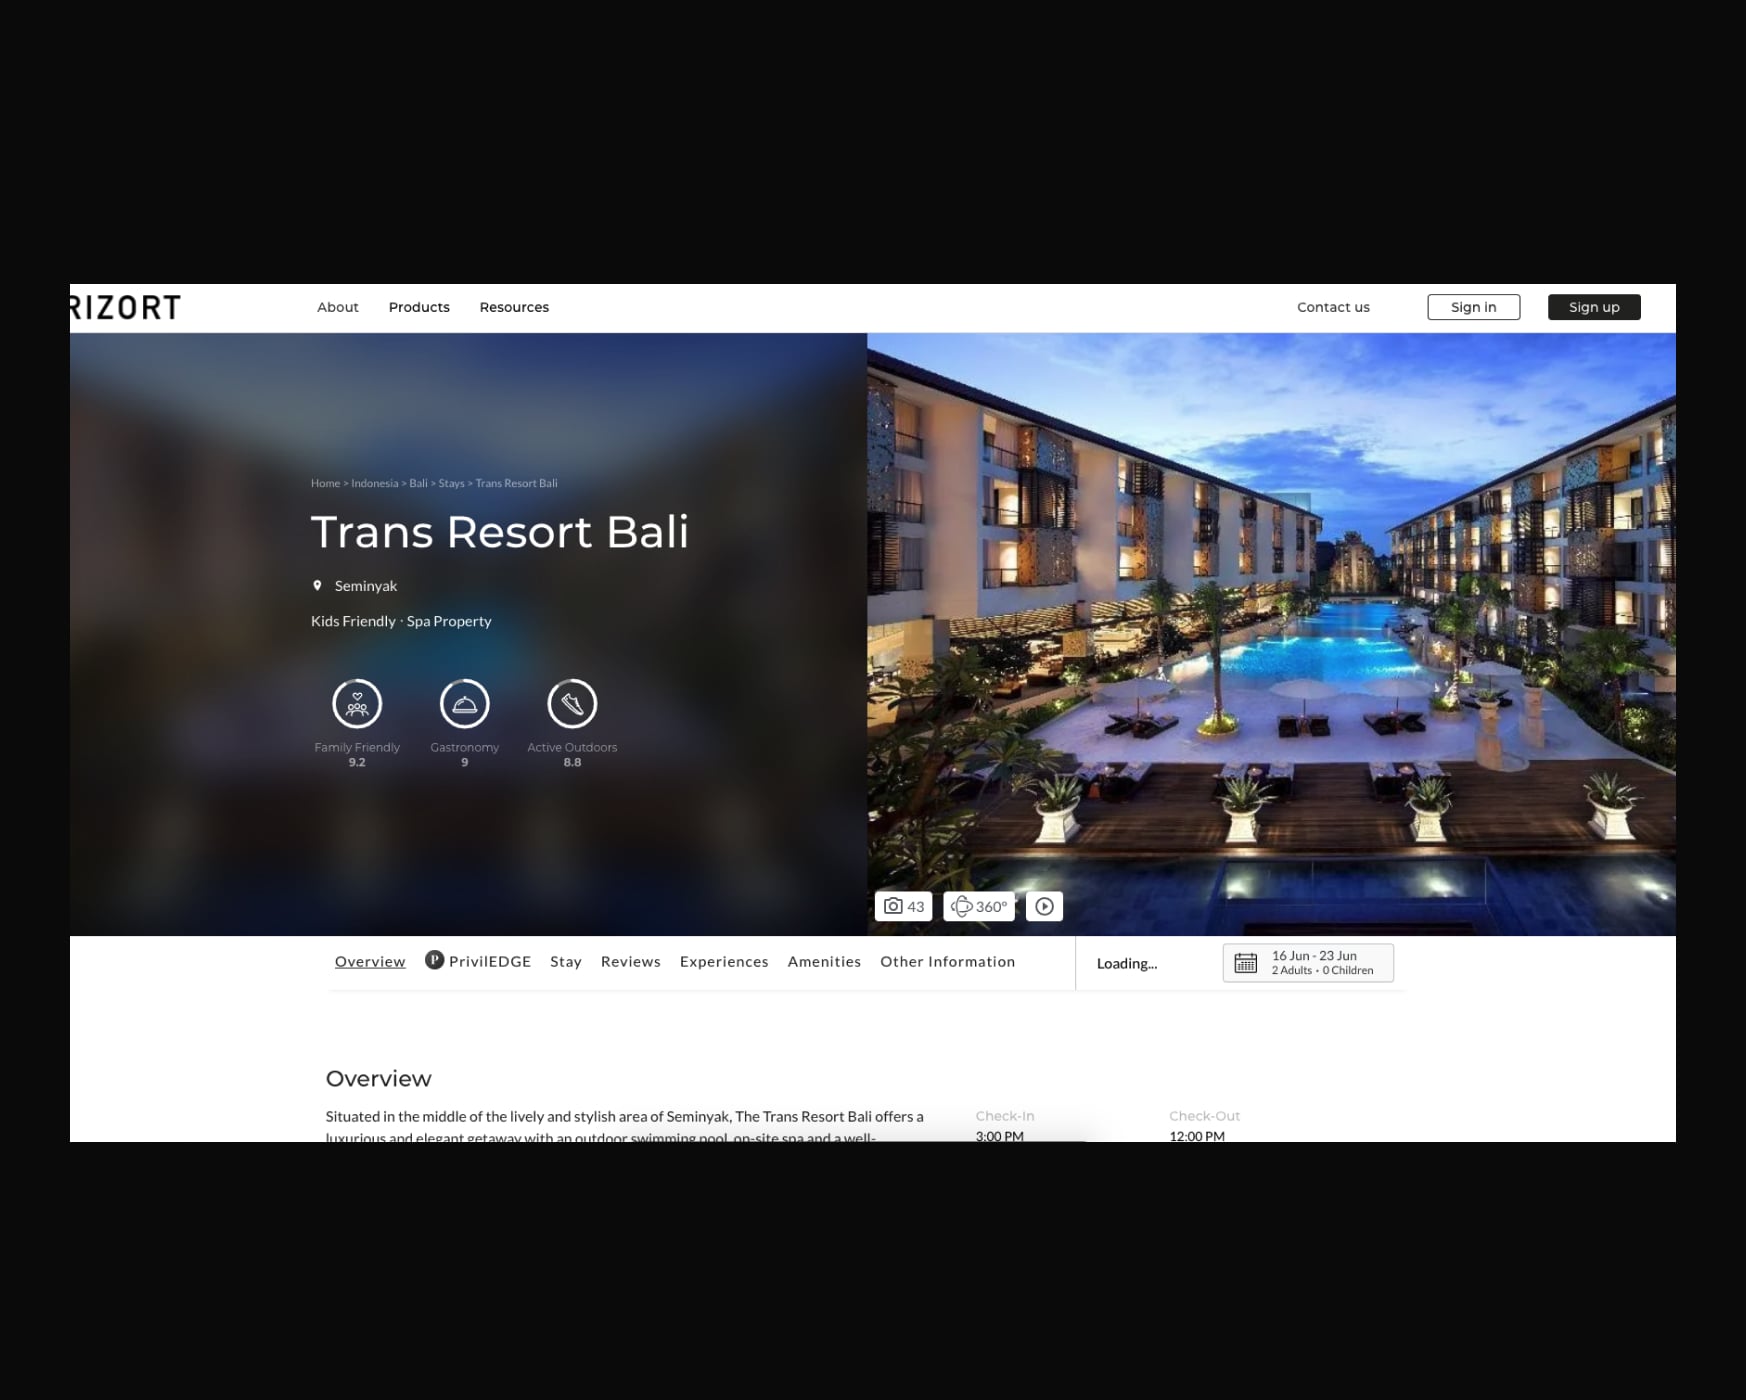 RIZORT
About Products Resources Contact us Sign in Sign up
Home > Indonesia > Bali > Stays > Trans Resort Bali
Trans Resort Bali
Seminyak
Kids Friendly · Spa Property
Family Friendly Gastronomy Active Outdoors
9.2 9 8.8
43 360°
Overview P PrivilEDGE Stay Reviews Experiences Amenities Other Information
Loading...
16 Jun - 23 Jun
2 Adults • 0 Children
Overview
Situated in the middle of the lively and stylish area of Seminyak, The Trans Resort Bali offers a
luxurious and elegant getaway with an outdoor swimming pool, on-site spa and a well-
Check-In Check-Out
3:00 PM 12:00 PM